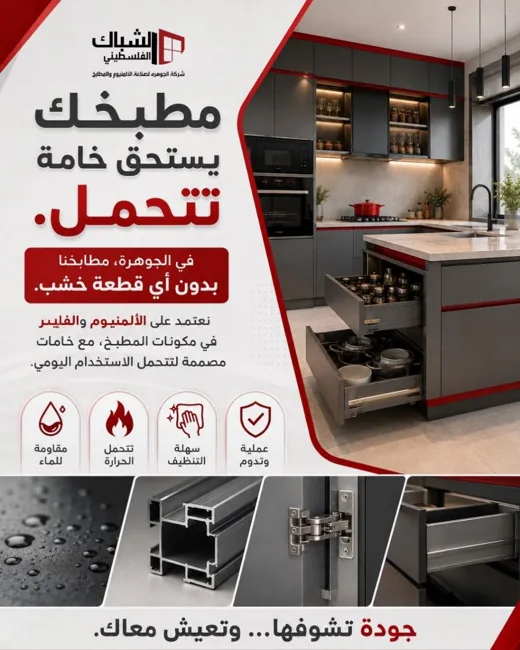 الشباك
الفلسطيني
شركة الجوهره لصناعة الالمنيوم والمطابخ
مطبخك
يستحق خامة
تتحمل.
في الجوهرة، مطابخنا
بدون أي قطعة خشب.
نعتمد على الألمنيوم والفليبر
في مكونات المطبخ، مع خامات
مصممة لتتحمل الاستخدام اليومي.
عملية
وتدوم
سهلة
التنظيف
تتحمل
الحرارة
مقاومة
للماء
جودة تشوفها... وتعيش معاك.